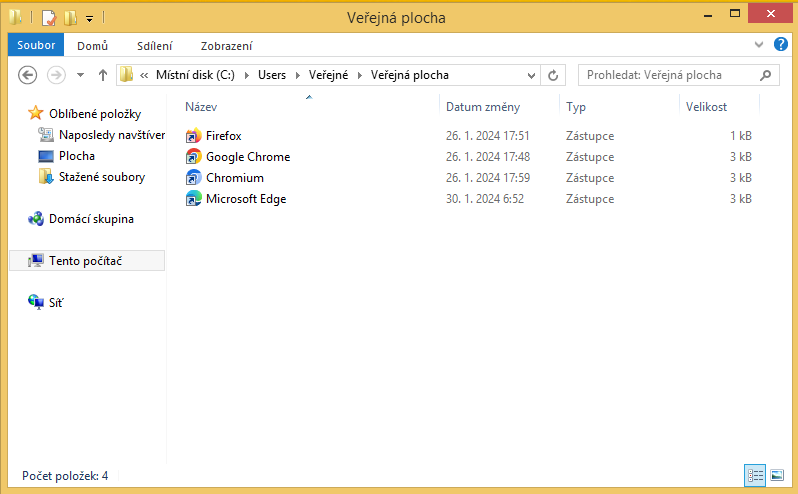 Veřejná plocha
Soubor Domů Sdílení Zobrazení
« Místní disk (C:) Users Veřejné Veřejná plocha Prohledat: Veřejná plocha
Název Datum změny Typ Velikost
Oblíbené položky
Naposledy navštíver
Plocha
Stažené soubory
Domácí skupina
Tento počítač
Síť
Firefox 26. 1. 2024 17:51 Zástupce 1 kB
Google Chrome 26. 1. 2024 17:48 Zástupce 3 kB
Chromium 26. 1. 2024 17:59 Zástupce 3 kB
Microsoft Edge 30. 1. 2024 6:52 Zástupce 3 kB
Počet položek: 4